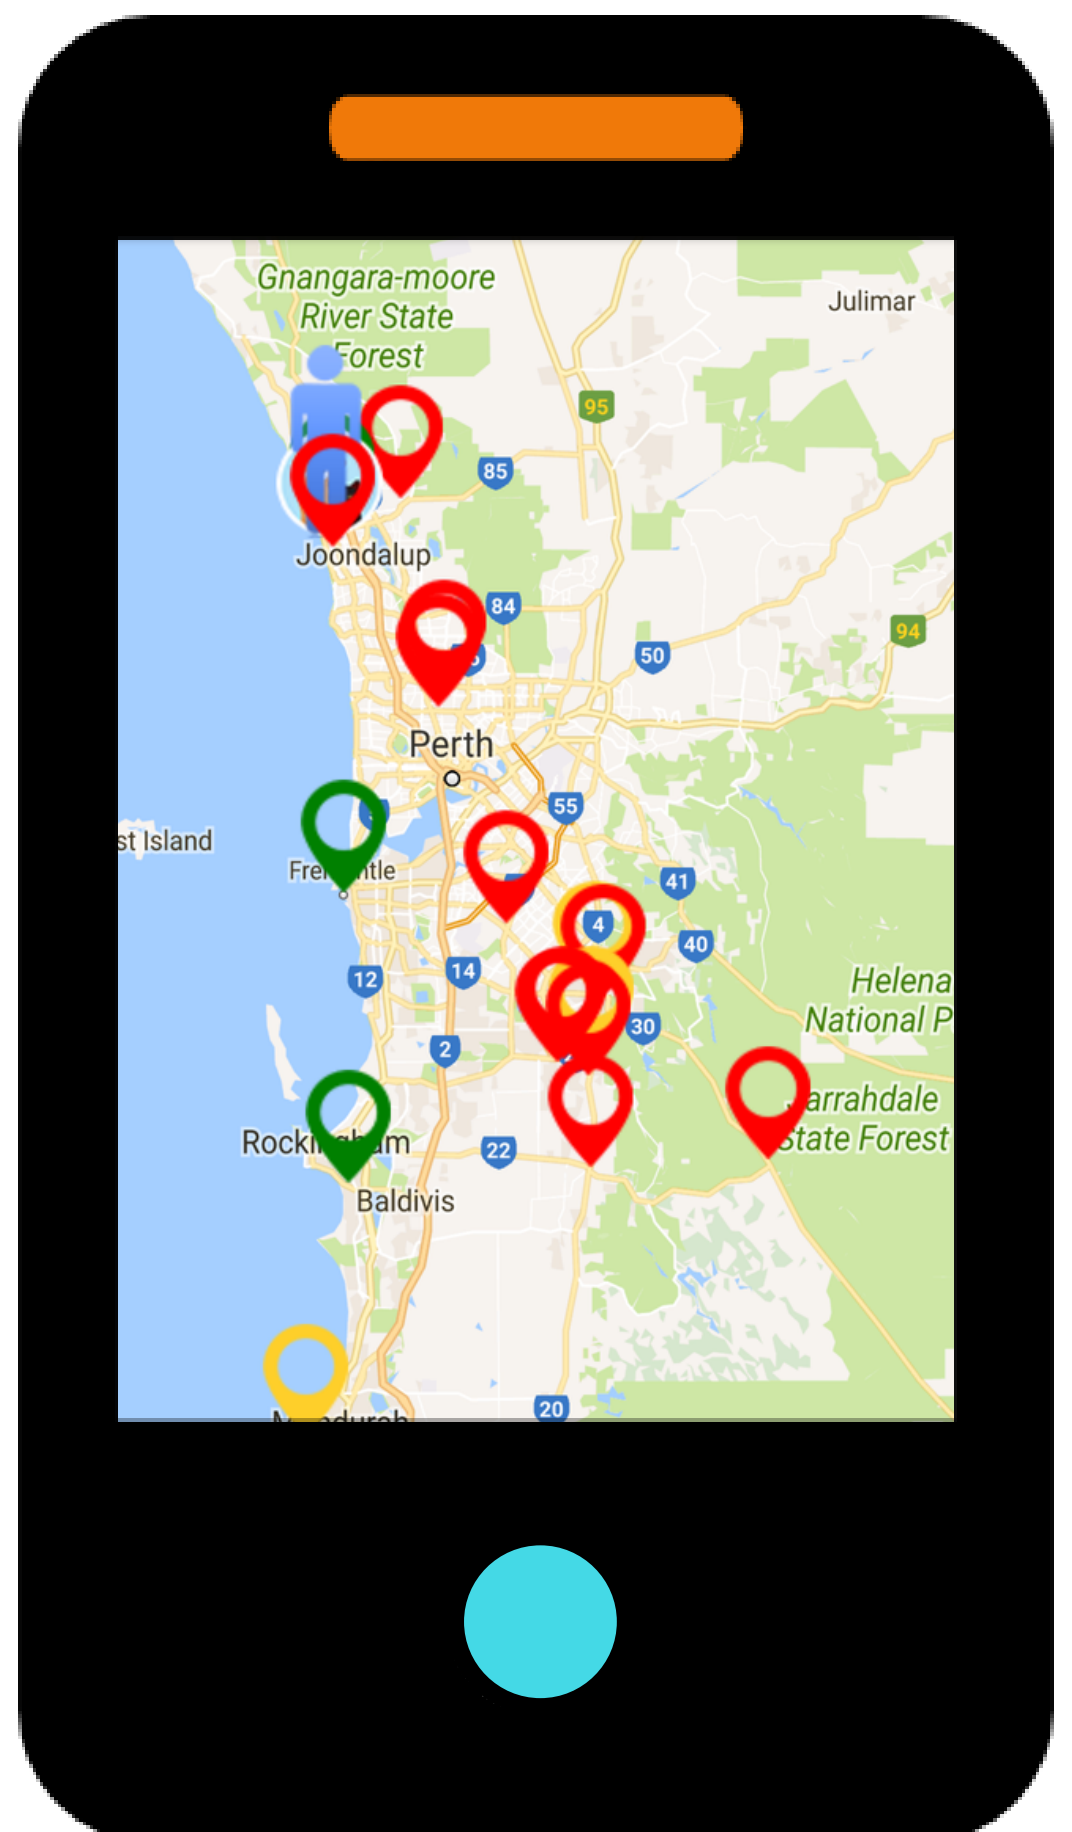 Gnangara-moore
River State
Forest
Julimar
95
85
Joondalup
84
94
50
Perth
55
st Island
41
4
40
12
14
Helena
National P
30
2
arrahdale
State Forest
22
Baldivis
20